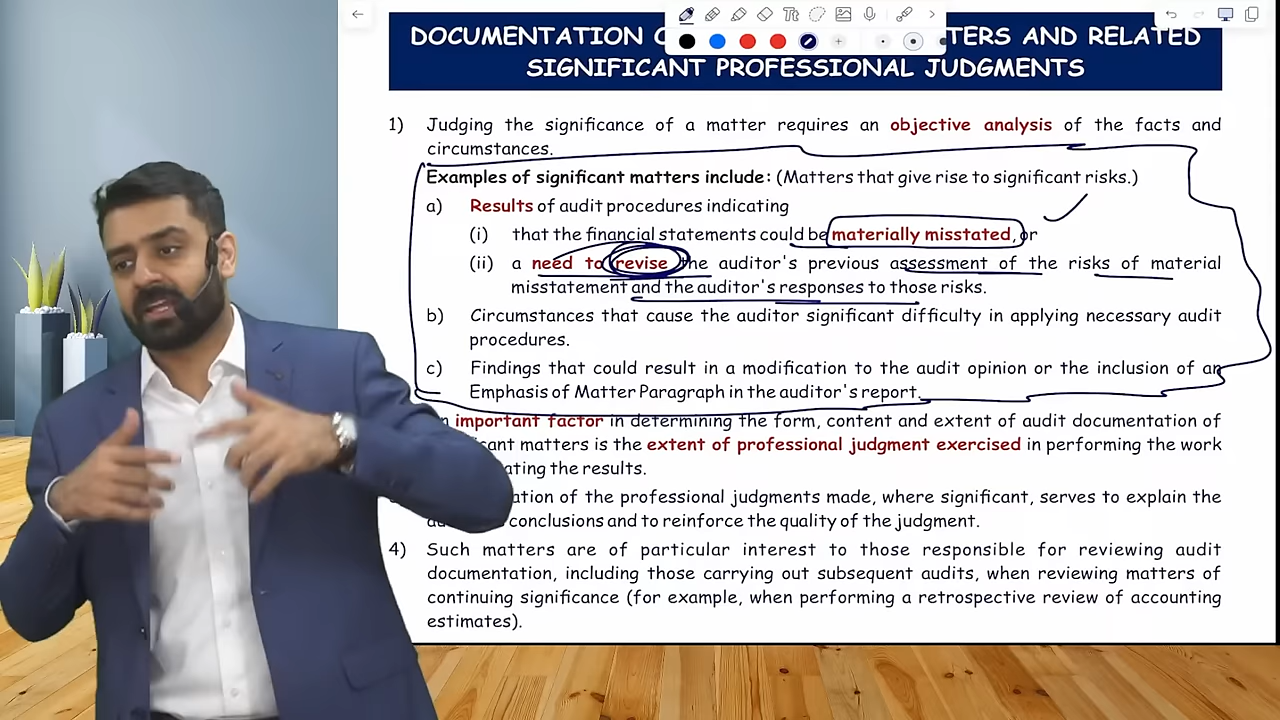 DOCUMENTATION O TERS AND RELATED
SIGNIFICANT PROFESSIONAL JUDGMENTS
1) Judging the significance of a matter requires an objective analysis of the facts and
circumstances.
Examples of significant matters include: (Matters that give rise to significant risks.)
a) Results of audit procedures indicating
(i) that the financial statements could be materially misstated, or
(ii) a need to revise the auditor's previous assessment of the risks of material
misstatement and the auditor's responses to those risks.
b) Circumstances that cause the auditor significant difficulty in applying necessary audit
procedures.
c) Findings that could result in a modification to the audit opinion or the inclusion of an
Emphasis of Matter Paragraph in the auditor's report.
important factor in determining the form, content and extent of audit documentation of
icant matters is the extent of professional judgment exercised in performing the work
ating the results.
ation of the professional judgments made, where significant, serves to explain the
conclusions and to reinforce the quality of the judgment.
4) Such matters are of particular interest to those responsible for reviewing audit
documentation, including those carrying out subsequent audits, when reviewing matters of
continuing significance (for example, when performing a retrospective review of accounting
estimates).